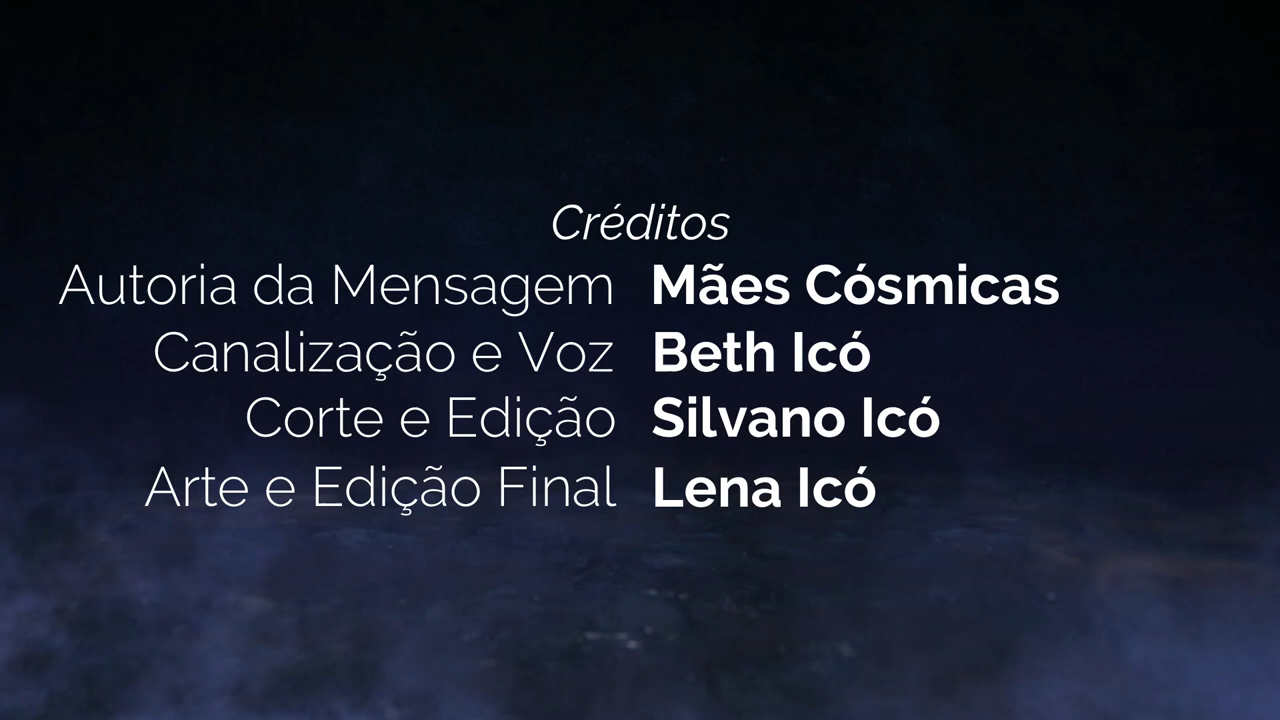 Créditos
Autoria da Mensagem Mães Cósmicas
Canalização e Voz Beth Icó
Corte e Edição Silvano Icó
Arte e Edição Final Lena Icó